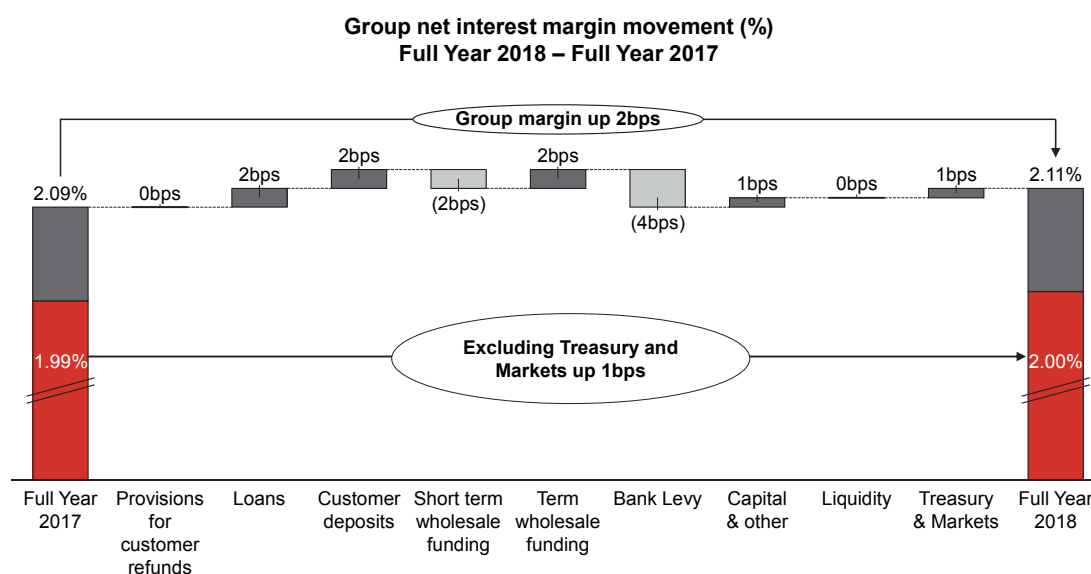 Group net interest margin movement (%)
Full Year 2018 – Full Year 2017
Group margin up 2bps
2.09%
0bps
2bps
2bps
(2bps)
2bps
(4bps)
1bps
0bps
1bps
2.11%
1.99%
Excluding Treasury and
Markets up 1bps
2.00%
Full Year
2017
Provisions
for
customer
refunds
Loans
Customer
deposits
Short term
wholesale
funding
Term
wholesale
funding
Bank Levy
Capital
& other
Liquidity
Treasury
& Markets
Full Year
2018